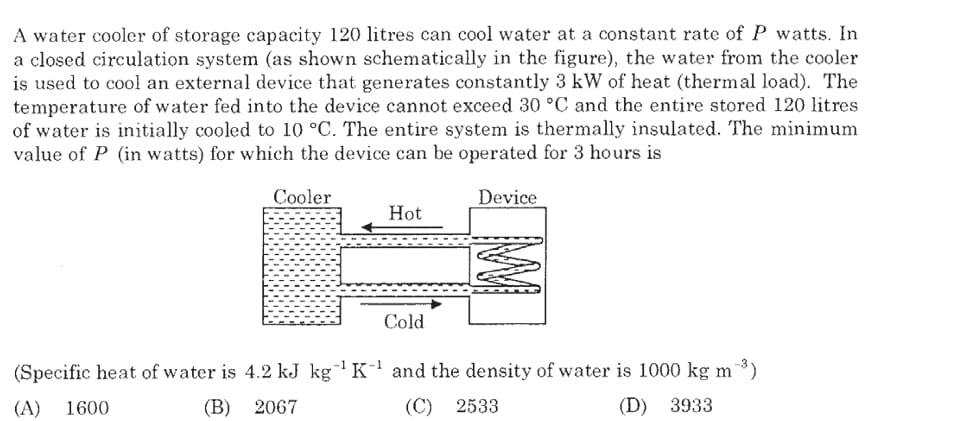 A water cooler of storage capacity 120 litres can cool water at a constant rate of P watts. In
a closed circulation system (as shown schematically in the figure), the water from the cooler
is used to cool an external device that generates constantly 3 kW of heat (thermal load). The
temperature of water fed into the device cannot exceed 30 °C and the entire stored 120 litres
of water is initially cooled to 10 °C. The entire system is thermally insulated. The minimum
value of P (in watts) for which the device can be operated for 3 hours is
Cooler Device
Hot
Cold
(Specific heat of water is 4.2 kJ kg⁻¹ K⁻¹ and the density of water is 1000 kg m⁻³)
(A) 1600 (B) 2067 (C) 2533 (D) 3933